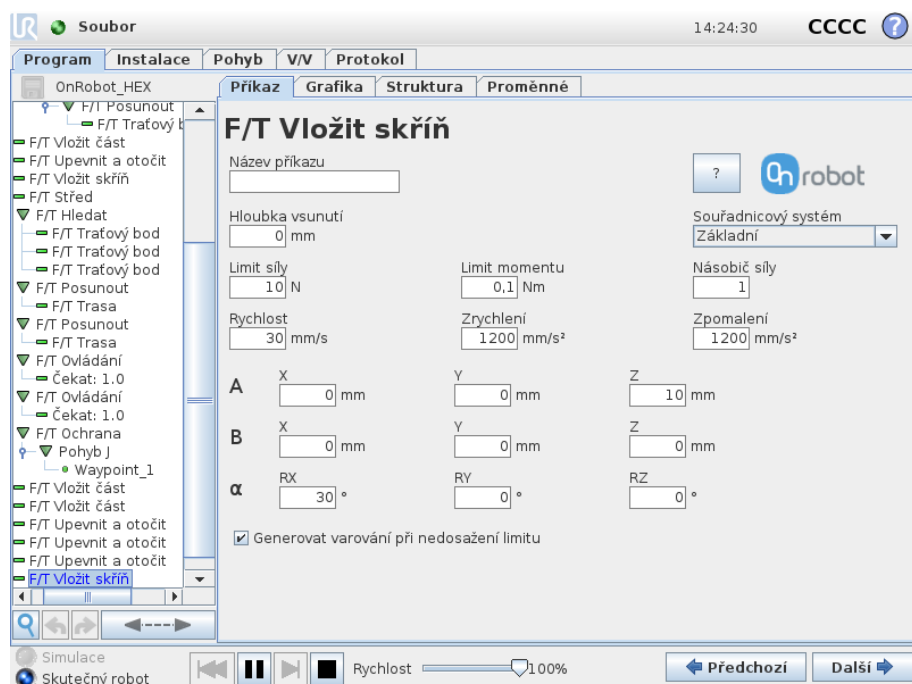 Soubor
14:24:30
CCCC
?
Program
Instalace
Pohyb
V/V
Protokol
OnRobot_HEX
Příkaz
Grafika
Struktura
Proměnné
F/T Posunout
F/T Traťový b
F/T Vložit část
F/T Upevnit a otočit
F/T Vložit skříň
F/T Střed
F/T Hledat
F/T Traťový bod
F/T Traťový bod
F/T Traťový bod
F/T Posunout
F/T Trasa
F/T Posunout
F/T Trasa
F/T Ovládání
Čekat: 1.0
F/T Ovládání
Čekat: 1.0
F/T Ochrana
Pohyb J
Waypoint_1
F/T Vložit část
F/T Vložit část
F/T Upevnit a otočit
F/T Upevnit a otočit
F/T Upevnit a otočit
F/T Vložit skříň
F/T Vložit skříň
Název příkazu
?
On robot
Hloubka vsunutí
0 mm
Souřadnicový systém
Základní
Limit síly
10 N
Limit momentu
0,1 Nm
Násobič síly
1
Rychlost
30 mm/s
Zrychlení
1200 mm/s²
Zpomalení
1200 mm/s²
A
X
0 mm
Y
0 mm
Z
10 mm
B
X
0 mm
Y
0 mm
Z
0 mm
α
RX
30 °
RY
0 °
RZ
0 °
Generovat varování při nedosažení limitu
Simulace
Skutečný robot
Rychlost
100%
Předchozí
Další